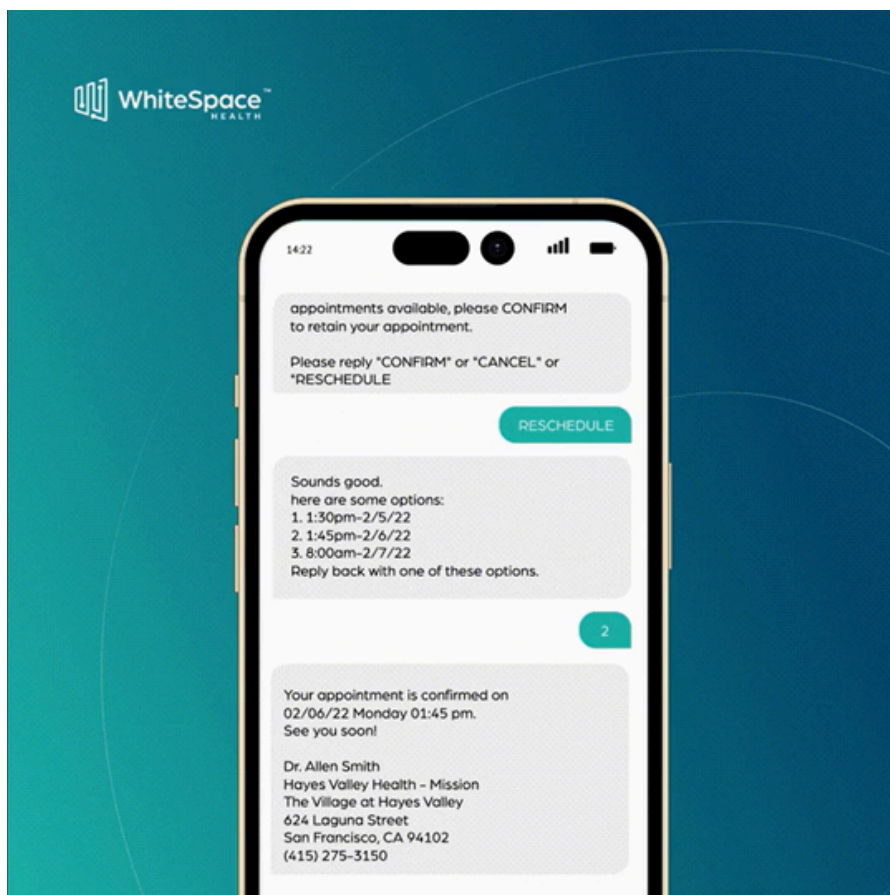 WhiteSpace™
HEALTH
14:22
appointments available, please CONFIRM
to retain your appointment.
Please reply "CONFIRM" or "CANCEL" or
"RESCHEDULE
RESCHEDULE
Sounds good.
here are some options:
1. 1:30pm-2/5/22
2. 1:45pm-2/6/22
3. 8:00am-2/7/22
Reply back with one of these options.
2
Your appointment is confirmed on
02/06/22 Monday 01:45 pm.
See you soon!
Dr. Allen Smith
Hayes Valley Health - Mission
The Village at Hayes Valley
624 Laguna Street
San Francisco, CA 94102
(415) 275-3150